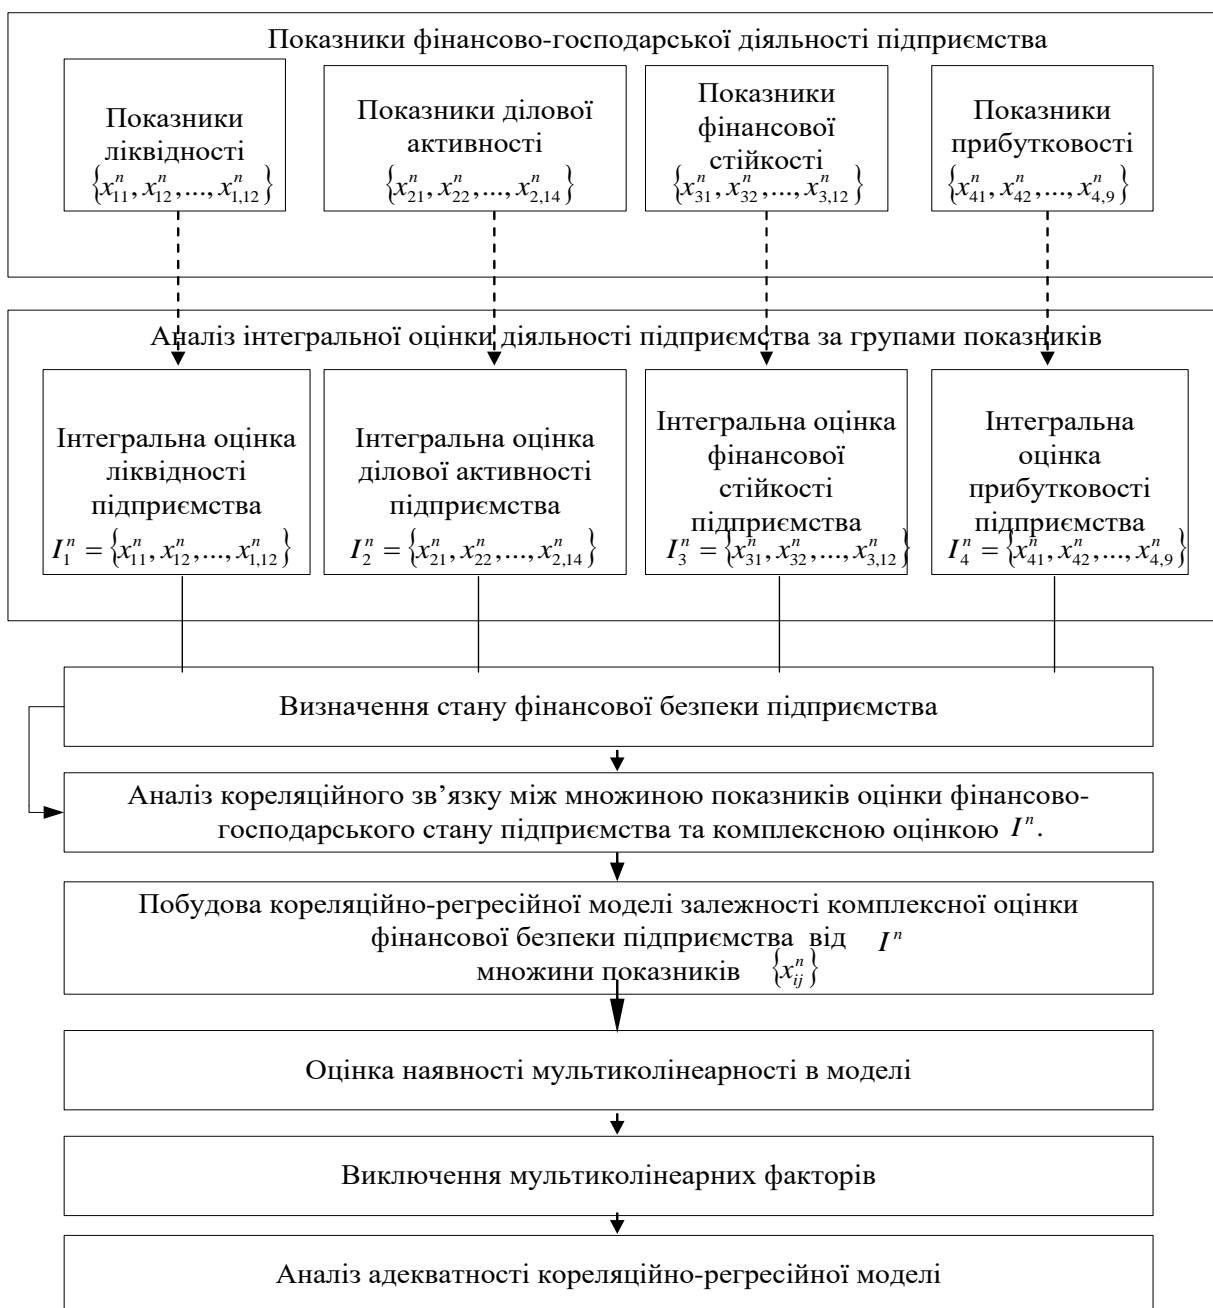 Показники фінансово-господарської діяльності підприємства
Показники
ліквідності
{x₁₁ⁿ, x₁₂ⁿ,..., x₁,₁₂ⁿ}
Показники ділової
активності
{x₂₁ⁿ, x₂₂ⁿ,..., x₂,₁₄ⁿ}
Показники
фінансової
стійкості
{x₃₁ⁿ, x₃₂ⁿ,..., x₃,₁₂ⁿ}
Показники
прибутковості
{x₄₁ⁿ, x₄₂ⁿ,..., x₄,₉ⁿ}
Аналіз інтегральної оцінки діяльності підприємства за групами показників
Інтегральна оцінка
ліквідності
підприємства
I₁ⁿ = {x₁₁ⁿ, x₁₂ⁿ,..., x₁,₁₂ⁿ}
Інтегральна оцінка
ділової активності
підприємства
I₂ⁿ = {x₂₁ⁿ, x₂₂ⁿ,..., x₂,₁₄ⁿ}
Інтегральна оцінка
фінансової
стійкості
підприємства
I₃ⁿ = {x₃₁ⁿ, x₃₂ⁿ,..., x₃,₁₂ⁿ}
Інтегральна
оцінка
прибутковості
підприємства
I₄ⁿ = {x₄₁ⁿ, x₄₂ⁿ,..., x₄,₉ⁿ}
Визначення стану фінансової безпеки підприємства
Аналіз кореляційного зв’язку між множиною показників оцінки фінансово-
господарського стану підприємства та комплексною оцінкою Iⁿ.
Побудова кореляційно-регресійної моделі залежності комплексної оцінки
фінансової безпеки підприємства від Iⁿ
множини показників {xᵢⱼⁿ}
Оцінка наявності мультиколінеарності в моделі
Виключення мультиколінеарних факторів
Аналіз адекватності кореляційно-регресійної моделі